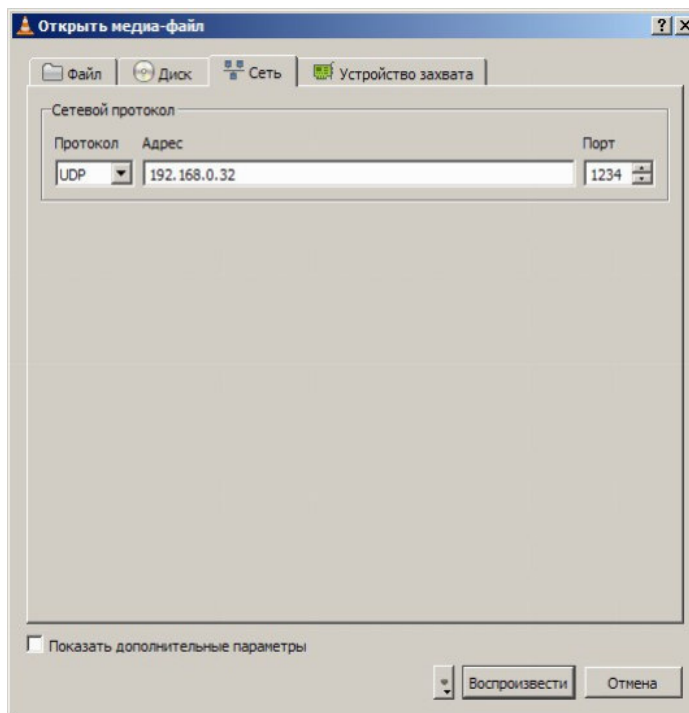 Открыть медиа-файл
Файл Диск Сеть Устройство захвата
Сетевой протокол
Протокол Адрес Порт
UDP 192.168.0.32 1234
Показать дополнительные параметры
Воспроизвести Отмена